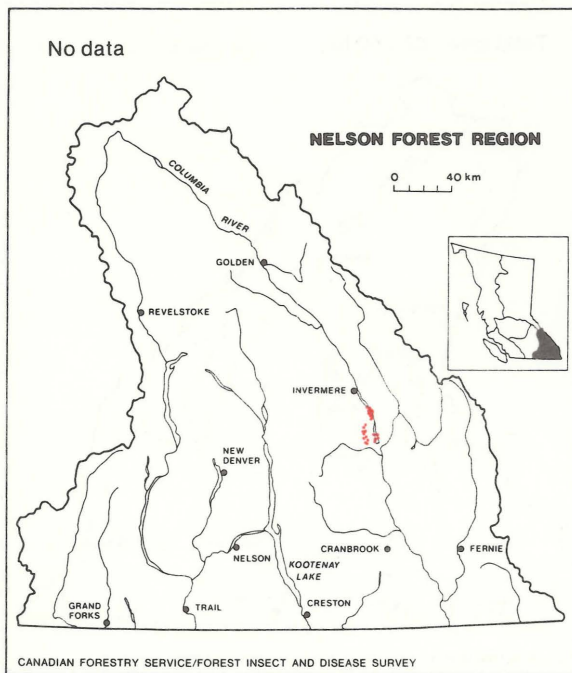 No data
NELSON FOREST REGION
0 40 km
COLUMBIA
RIVER
GOLDEN
REVELSTOKE
INVERMERE
NEW
DENVER
NELSON
KOOTENAY
LAKE
CRANBROOK
FERNIE
GRAND
FORKS
TRAIL
CRESTON
CANADIAN FORESTRY SERVICE/FOREST INSECT AND DISEASE SURVEY